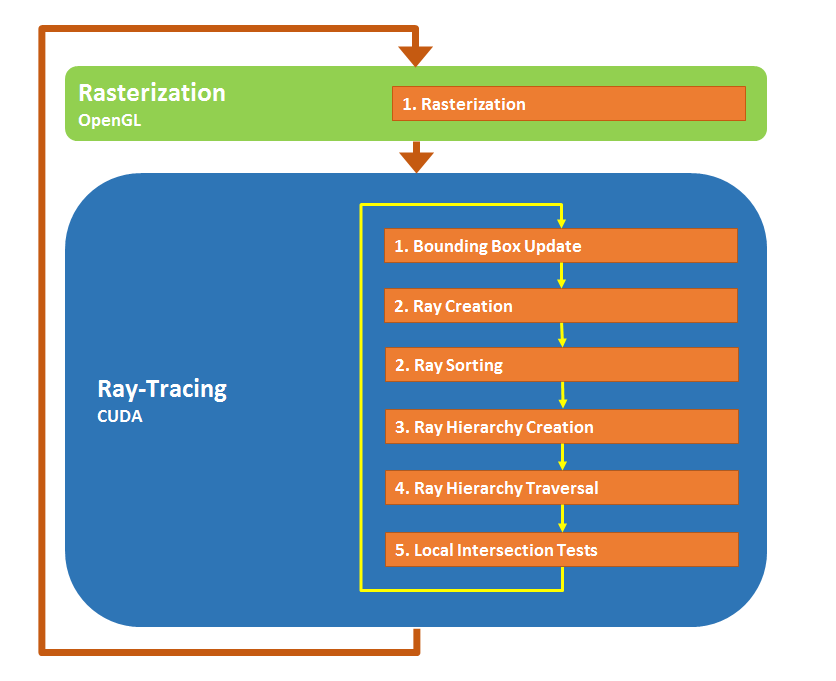 Rasterization
OpenGL
1. Rasterization
Ray-Tracing
CUDA
1. Bounding Box Update
2. Ray Creation
2. Ray Sorting
3. Ray Hierarchy Creation
4. Ray Hierarchy Traversal
5. Local Intersection Tests